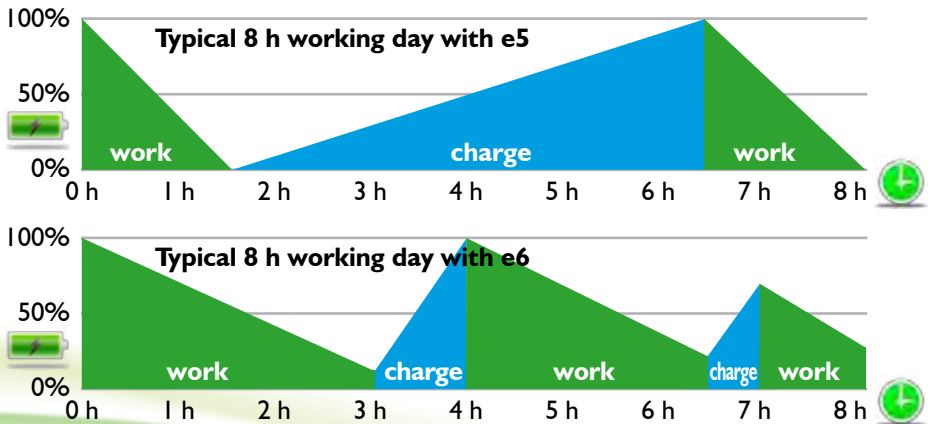 100%
Typical 8 h working day with e5
50%
work charge work
0%
0 h 1 h 2 h 3 h 4 h 5 h 6 h 7 h 8 h
100%
Typical 8 h working day with e6
50%
work charge work charge work
0%
0 h 1 h 2 h 3 h 4 h 5 h 6 h 7 h 8 h